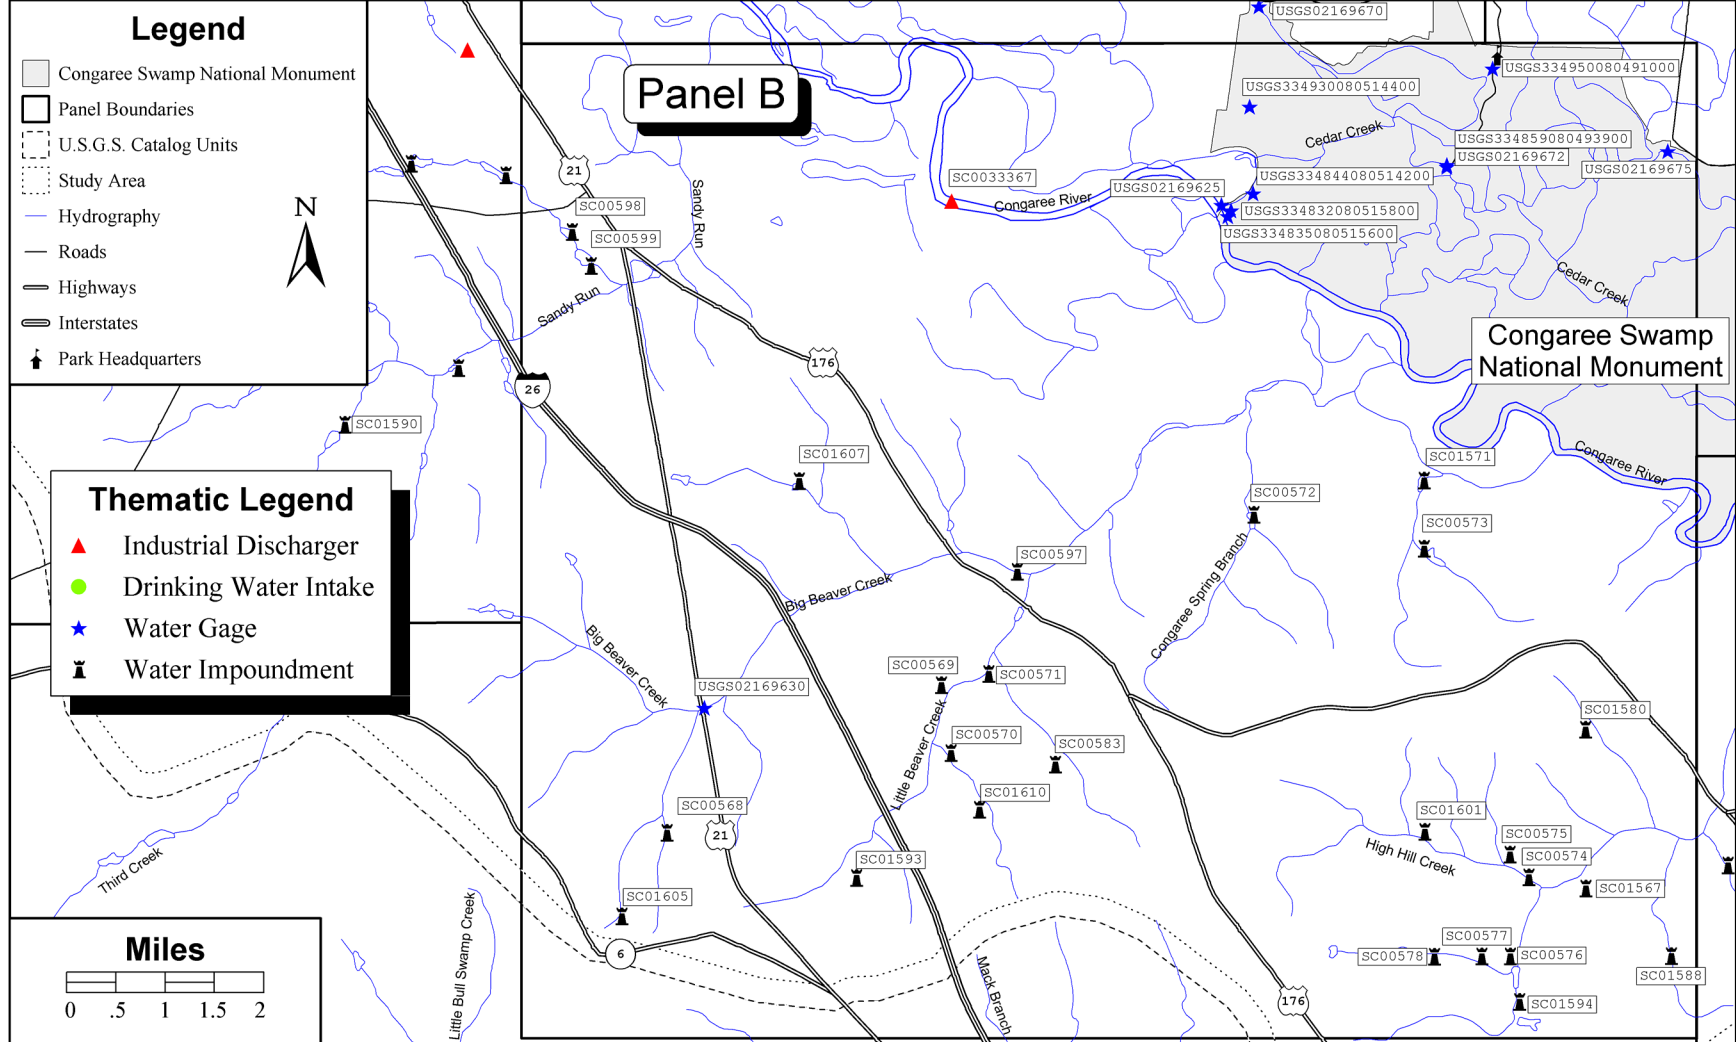 Legend
Congaree Swamp National Monument
Panel Boundaries
U.S.G.S. Catalog Units
Study Area
Hydrography
Roads
Highways
Interstates
Park Headquarters
N
Thematic Legend
Industrial Discharger
Drinking Water Intake
Water Gage
Water Impoundment
Miles
0 .5 1 1.5 2
Panel B
USGS02169670
USGS334950080491000
USGS334930080514400
Cedar Creek
USGS334859080493900
USGS02169672
USGS02169675
USGS334844080514200
SC0033367
USGS02169625
Congaree River
USGS334832080515800
USGS334835080515600
21
SC00598
SC00599
Sandy Run
Sandy Run
Cedar Creek
Congaree Swamp
National Monument
176
26
SC01590
SC01607
SC01571
Congaree River
SC00572
SC00573
SC00597
Congaree Spring Branch
Big Beaver Creek
Big Beaver Creek
USGS02169630
SC00569
SC00571
SC00570
SC00583
Little Beaver Creek
SC01610
SC01580
SC00568
21
SC01601
SC00575
SC00574
High Hill Creek
SC01567
SC01593
Third Creek
SC01605
Little Bull Swamp Creek
6
SC00577
SC00578
SC00576
SC01588
SC01594
Mack Branch
176